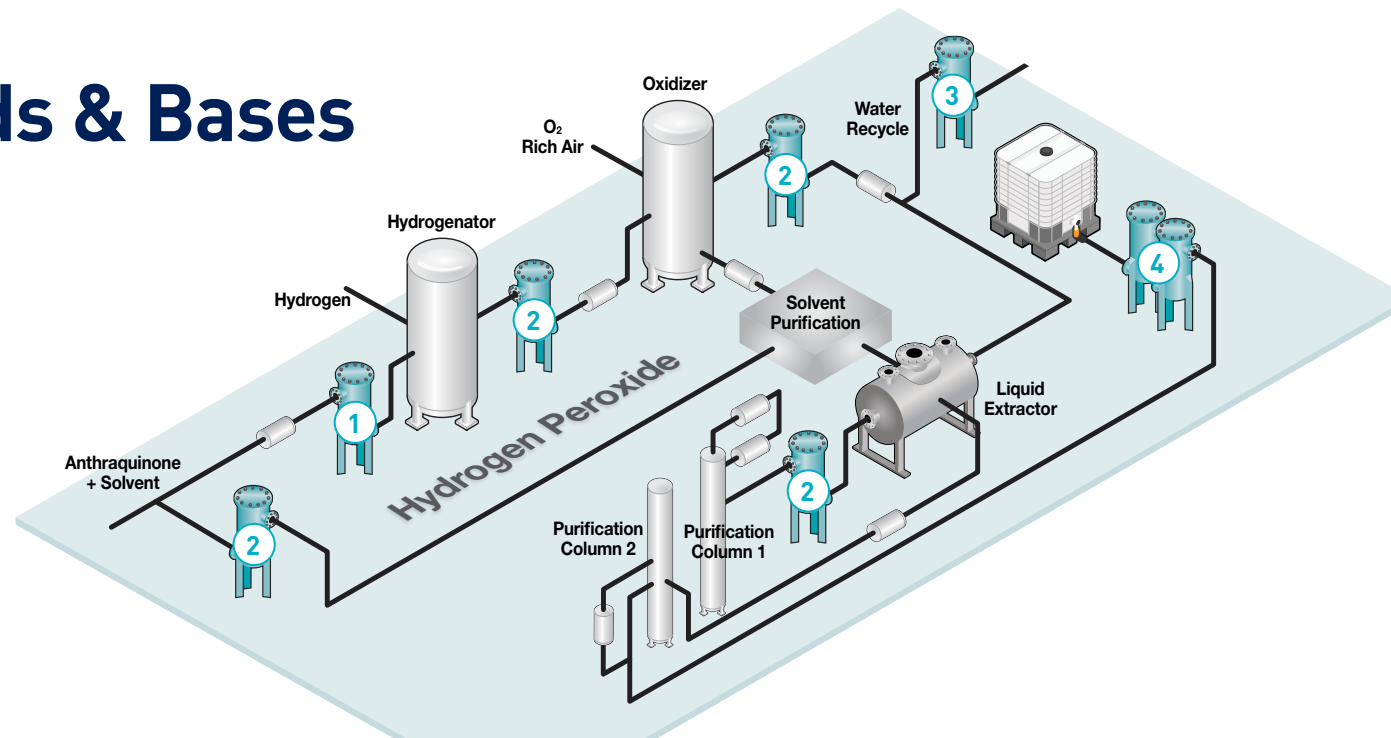 ds & Bases
Oxidizer
O₂
Rich Air
Water
Recycle
3
2
Hydrogenator
Hydrogen
2
4
Solvent
Purification
Hydrogen Peroxide
1
Liquid
Extractor
Anthraquinone
+ Solvent
2
2
Purification
Column 2
Purification
Column 1